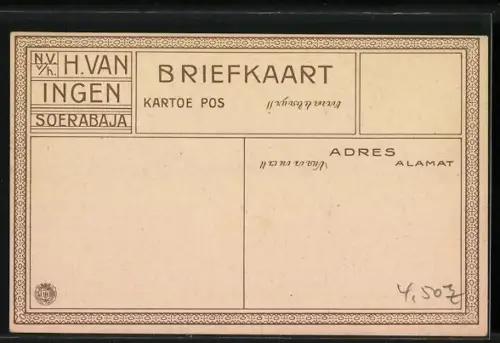 N.V. v/h. H. VAN
INGEN
SOERABAJA
BRIEFKAART
KARTOE POS
ADRES
ALAMAT
4,50